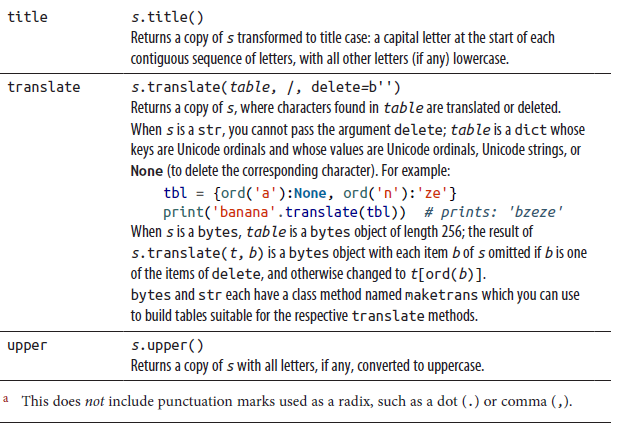 title s.title()
Returns a copy of s transformed to title case: a capital letter at the start of each
contiguous sequence of letters, with all other letters (if any) lowercase.
translate s.translate(table, /, delete=b'')
Returns a copy of s, where characters found in table are translated or deleted.
When s is a str, you cannot pass the argument delete; table is a dict whose
keys are Unicode ordinals and whose values are Unicode ordinals, Unicode strings, or
None (to delete the corresponding character). For example:
tbl = {ord('a'):None, ord('n'):'ze'}
print('banana'.translate(tbl)) # prints: 'bzeze'
When s is a bytes, table is a bytes object of length 256; the result of
s.translate(t, b) is a bytes object with each item b of s omitted if b is one
of the items of delete, and otherwise changed to t[ord(b)].
bytes and str each have a class method named maketrans which you can use
to build tables suitable for the respective translate methods.
upper s.upper()
Returns a copy of s with all letters, if any, converted to uppercase.
a This does not include punctuation marks used as a radix, such as a dot (.) or comma (,).